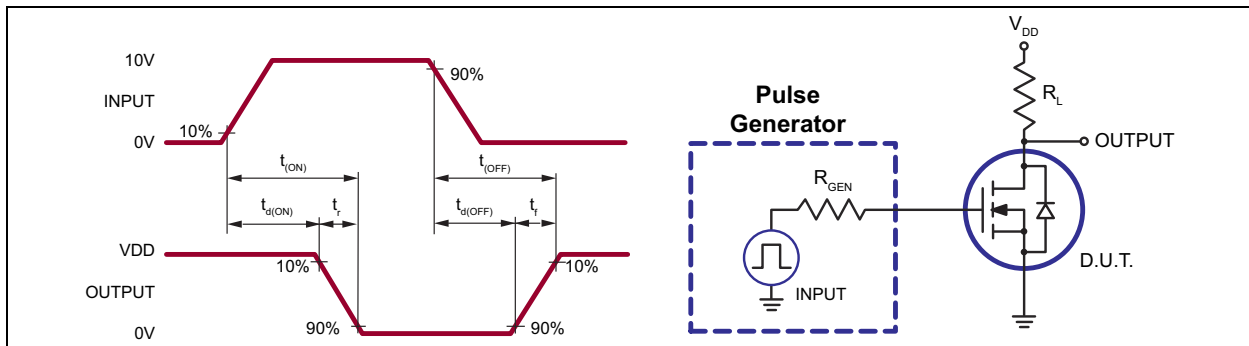 10V
INPUT
0V
10%
90%
t(ON)
t(OFF)
td(ON)
tr
td(OFF)
tf
VDD
OUTPUT
0V
10%
90%
90%
10%
Pulse
Generator
RGEN
INPUT
VDD
RL
OUTPUT
D.U.T.